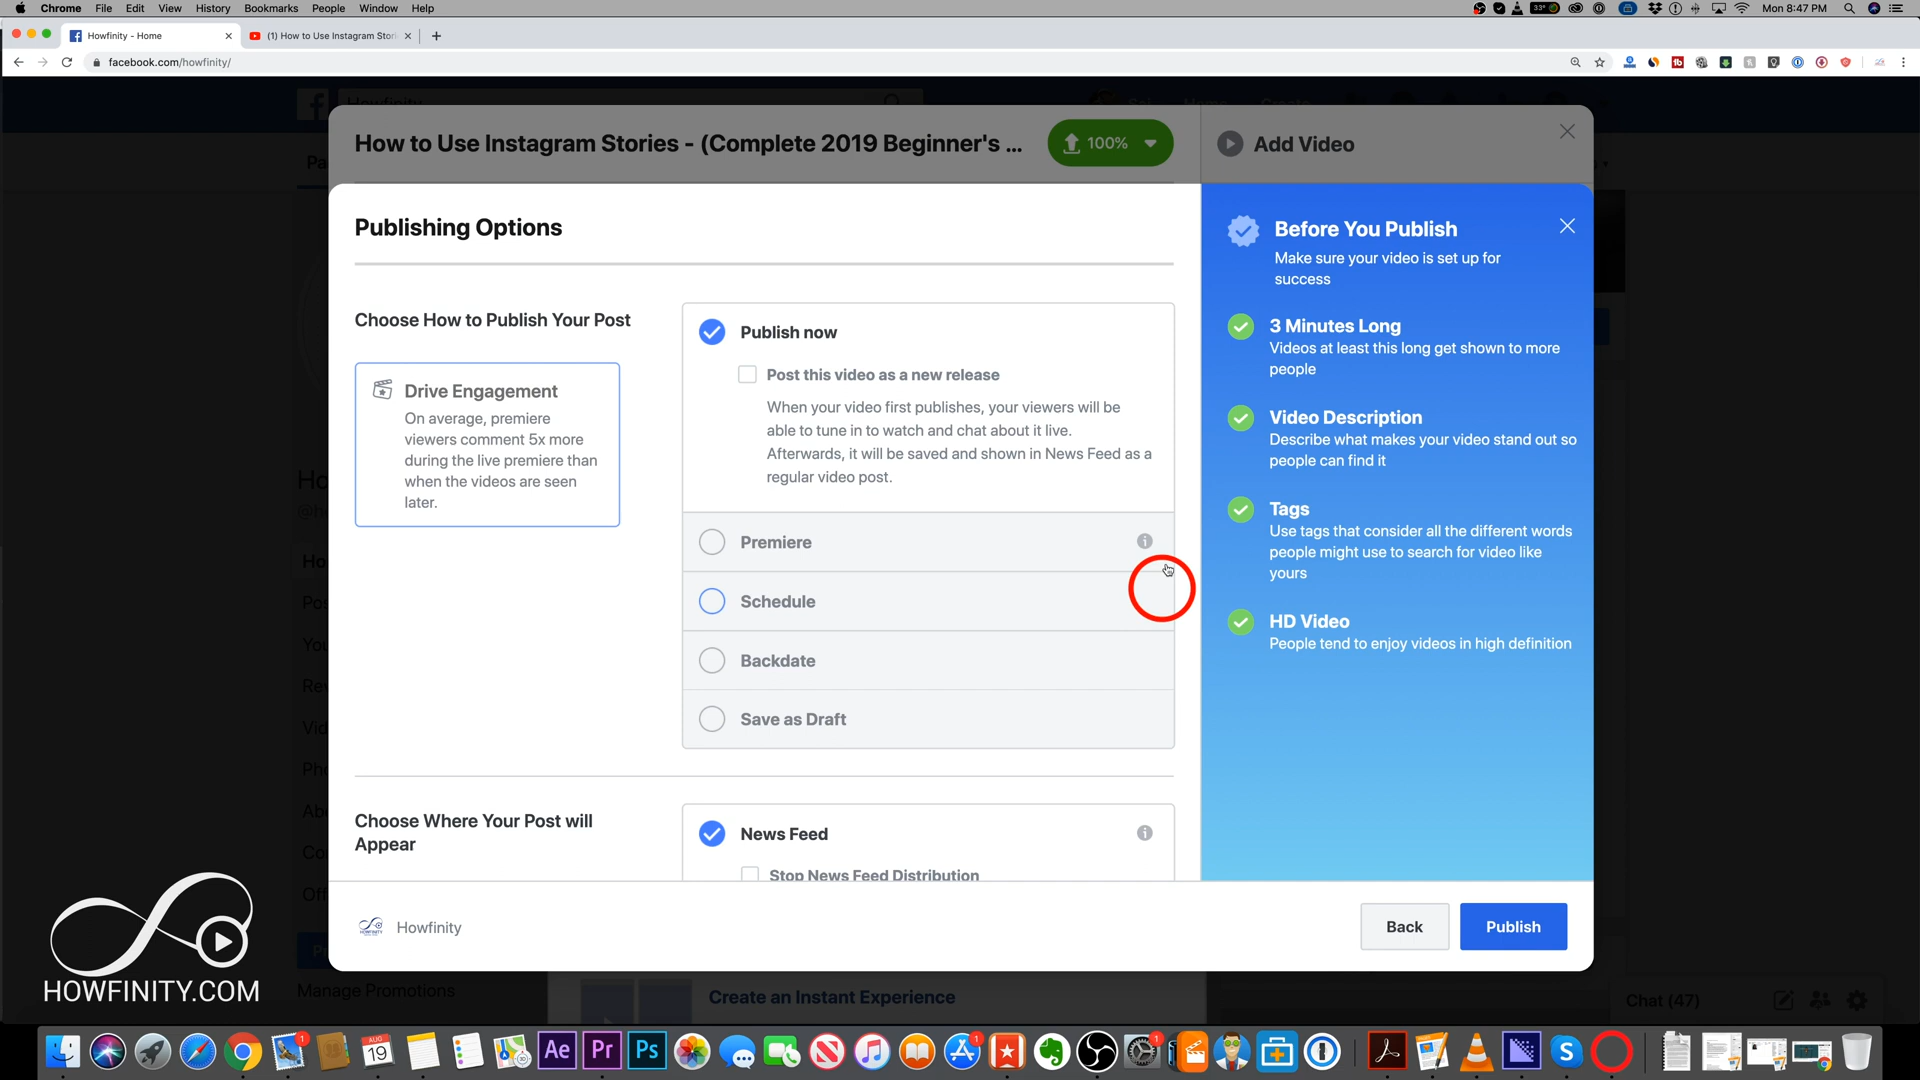 Chrome File Edit View History Bookmarks People Window Help
33°
Mon 8:47 PM
Howfinity - Home
(1) How to Use Instagram Stori
facebook.com/howfinity/
Howfinity
Home
Create
How to Use Instagram Stories - (Complete 2019 Beginner's ...
100%
Add Video
Publishing Options
Choose How to Publish Your Post
Drive Engagement
On average, premiere
viewers comment 5x more
during the live premiere than
when the videos are seen
later.
Publish now
Post this video as a new release
When your video first publishes, your viewers will be
able to tune in to watch and chat about it live.
Afterwards, it will be saved and shown in News Feed as a
regular video post.
Premiere
Schedule
Backdate
Save as Draft
Choose Where Your Post will
Appear
News Feed
Stop News Feed Distribution
Before You Publish
Make sure your video is set up for
success
3 Minutes Long
Videos at least this long get shown to more
people
Video Description
Describe what makes your video stand out so
people can find it
Tags
Use tags that consider all the different words
people might use to search for video like
yours
HD Video
People tend to enjoy videos in high definition
Howfinity
Back
Publish
HOWFINITY.COM
Manage Promotions
Create an Instant Experience
Chat (47)
AUG
19
Ae
Pr
Ps